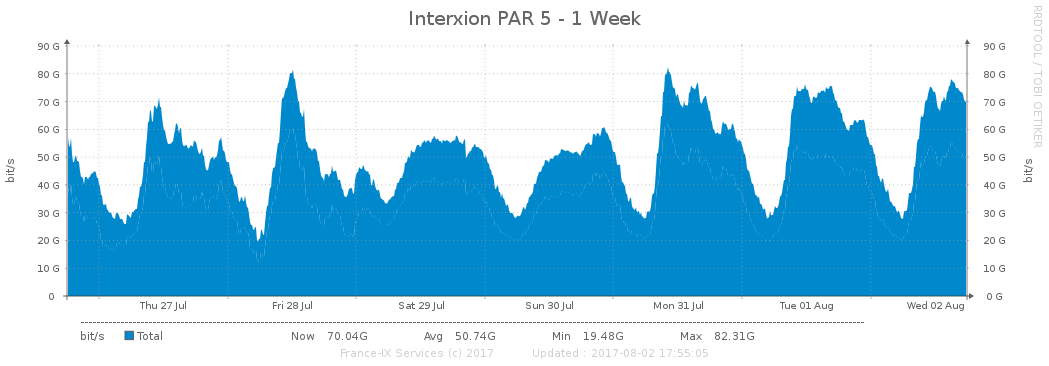 Interxion PAR 5 - 1 Week
RRDTOOL / TOBI OETIKER
90 G 90 G
80 G 80 G
70 G 70 G
60 G 60 G
50 G 50 G
40 G 40 G
30 G 30 G
20 G 20 G
10 G 10 G
0 0 G
bit/s bit/s
Thu 27 Jul Fri 28 Jul Sat 29 Jul Sun 30 Jul Mon 31 Jul Tue 01 Aug Wed 02 Aug
bit/s Total Now 70.04G Avg 50.74G Min 19.48G Max 82.31G
France-IX Services (c) 2017 Updated : 2017-08-02 17:55:05